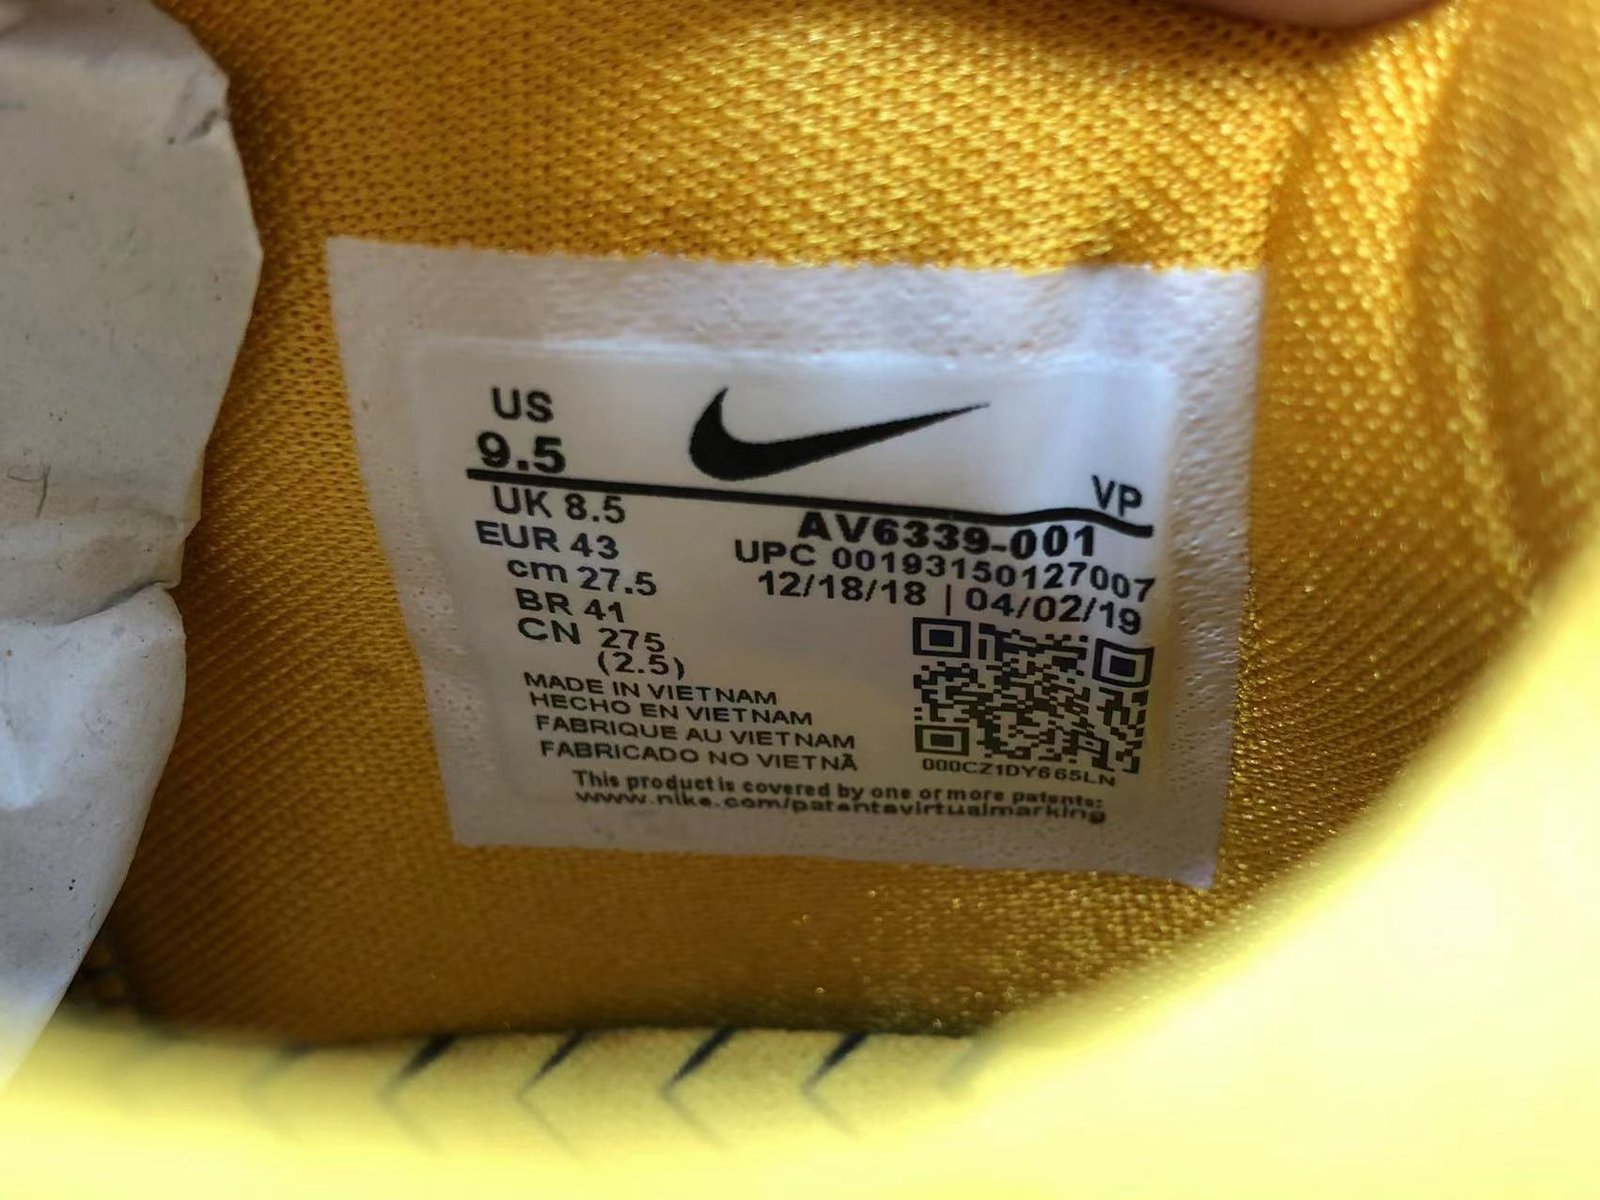 US
9.5
VP
UK 8.5
EUR 43
cm 27.5
BR 41
CN 275
(2.5)
AV6339-001
UPC 00193150127007
12/18/18 | 04/02/19
000CZ1DY665LN
MADE IN VIETNAM
HECHO EN VIETNAM
FABRIQUE AU VIETNAM
FABRICADO NO VIETNÃ
This product is covered by one or more patents:
www.nike.com/patentsvirtualmarking